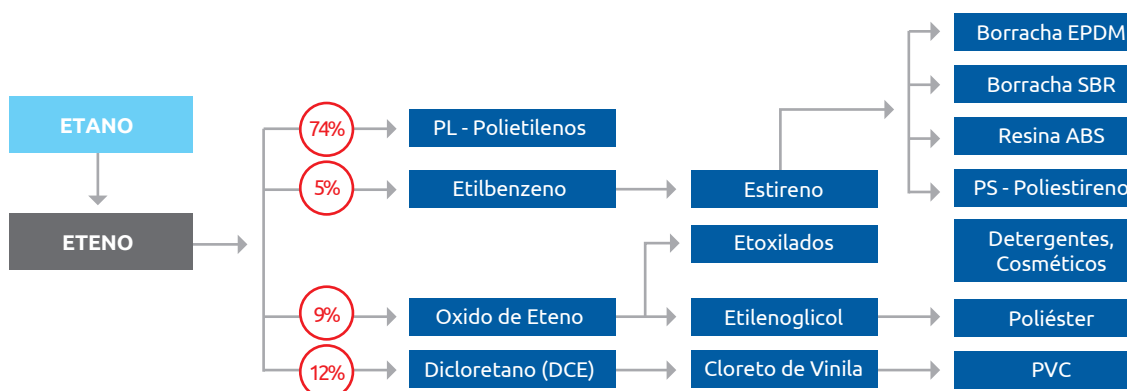 Borracha EPDM
Borracha SBR
ETANO
74%
PL - Polietilenos
Resina ABS
5%
Etilbenzeno
Estireno
PS - Poliestireno
ETENO
Etoxilados
Detergentes,
Cosméticos
9%
Oxido de Eteno
Etilenoglicol
Poliéster
12%
Dicloretano (DCE)
Cloreto de Vinila
PVC